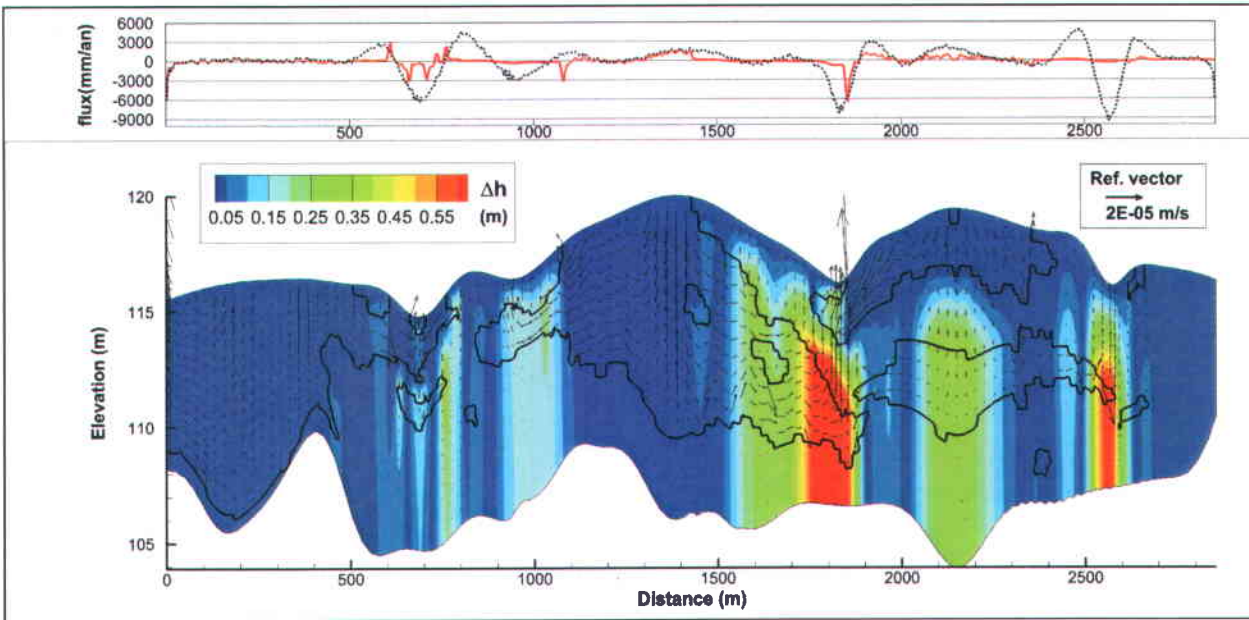 6000
3000
0
-3000
-6000
-9000
flux(mm/an)
500
1000
1500
2000
2500
Δh
(m)
0.05 0.15 0.25 0.35 0.45 0.55
Ref. vector
2E-05 m/s
120
115
110
105
Elevation (m)
0
500
1000
1500
2000
2500
Distance (m)